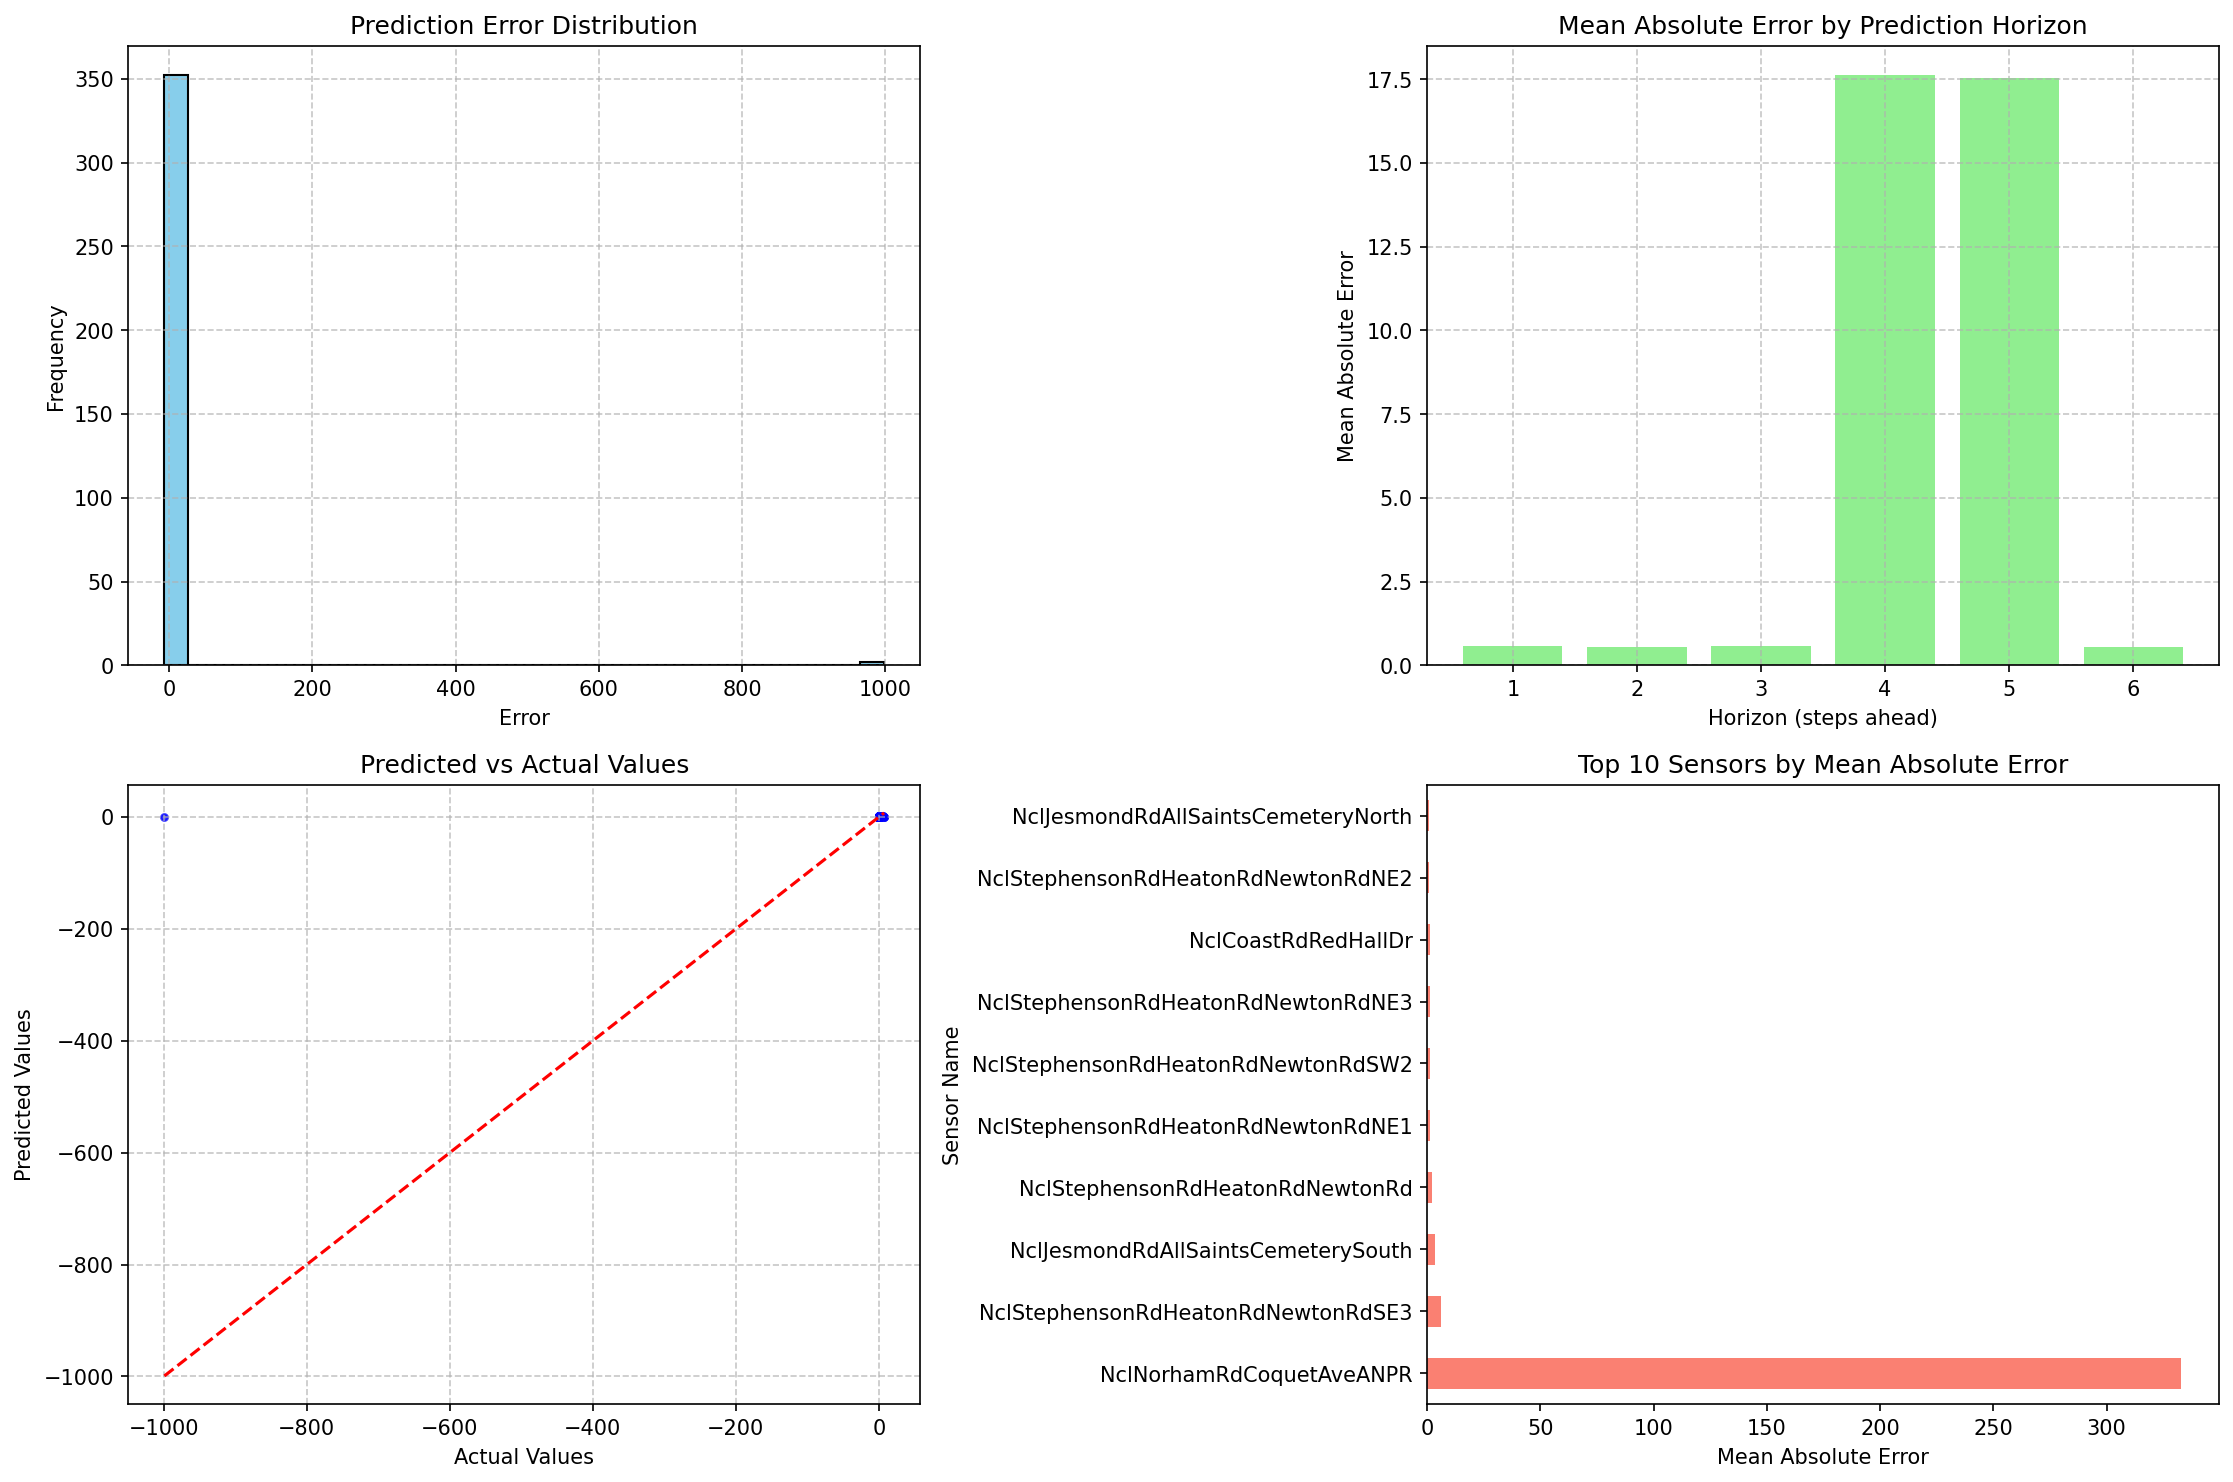 Prediction Error Distribution
350
300
250
200
150
100
50
0
Frequency
0 200 400 600 800 1000
Error
Mean Absolute Error by Prediction Horizon
17.5
15.0
12.5
10.0
7.5
5.0
2.5
0.0
Mean Absolute Error
1 2 3 4 5 6
Horizon (steps ahead)
Predicted vs Actual Values
0
−200
−400
−600
−800
−1000
Predicted Values
−1000 −800 −600 −400 −200 0
Actual Values
Top 10 Sensors by Mean Absolute Error
Sensor Name
NclJesmondRdAllSaintsCemeteryNorth
NclStephensonRdHeatonRdNewtonRdNE2
NclCoastRdRedHallDr
NclStephensonRdHeatonRdNewtonRdNE3
NclStephensonRdHeatonRdNewtonRdSW2
NclStephensonRdHeatonRdNewtonRdNE1
NclStephensonRdHeatonRdNewtonRd
NclJesmondRdAllSaintsCemeterySouth
NclStephensonRdHeatonRdNewtonRdSE3
NclNorhamRdCoquetAveANPR
0 50 100 150 200 250 300
Mean Absolute Error